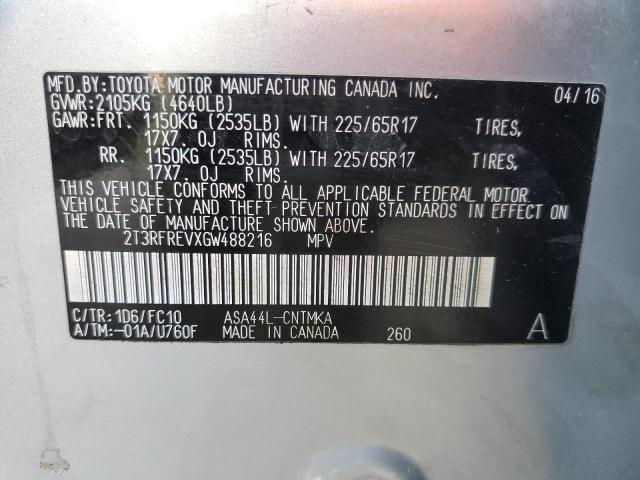 MFD.BY:TOYOTA MOTOR MANUFACTURING CANADA INC. 04/16
GVWR:2105KG (4640LB)
GAWR:FRT. 1150KG (2535LB) WITH 225/65R17 TIRES,
17X7.0J RIMS.
RR. 1150KG (2535LB) WITH 225/65R17 TIRES,
17X7.0J RIMS.
THIS VEHICLE CONFORMS TO ALL APPLICABLE FEDERAL MOTOR
VEHICLE SAFETY AND THEFT-PREVENTION STANDARDS IN EFFECT ON
THE DATE OF MANUFACTURE SHOWN ABOVE.
2T3RFREVXGW488216 MPV
C/TR:1D6/FC10 ASA44L-CNTMKA
A/TM:-01A/U760F MADE IN CANADA 260 A